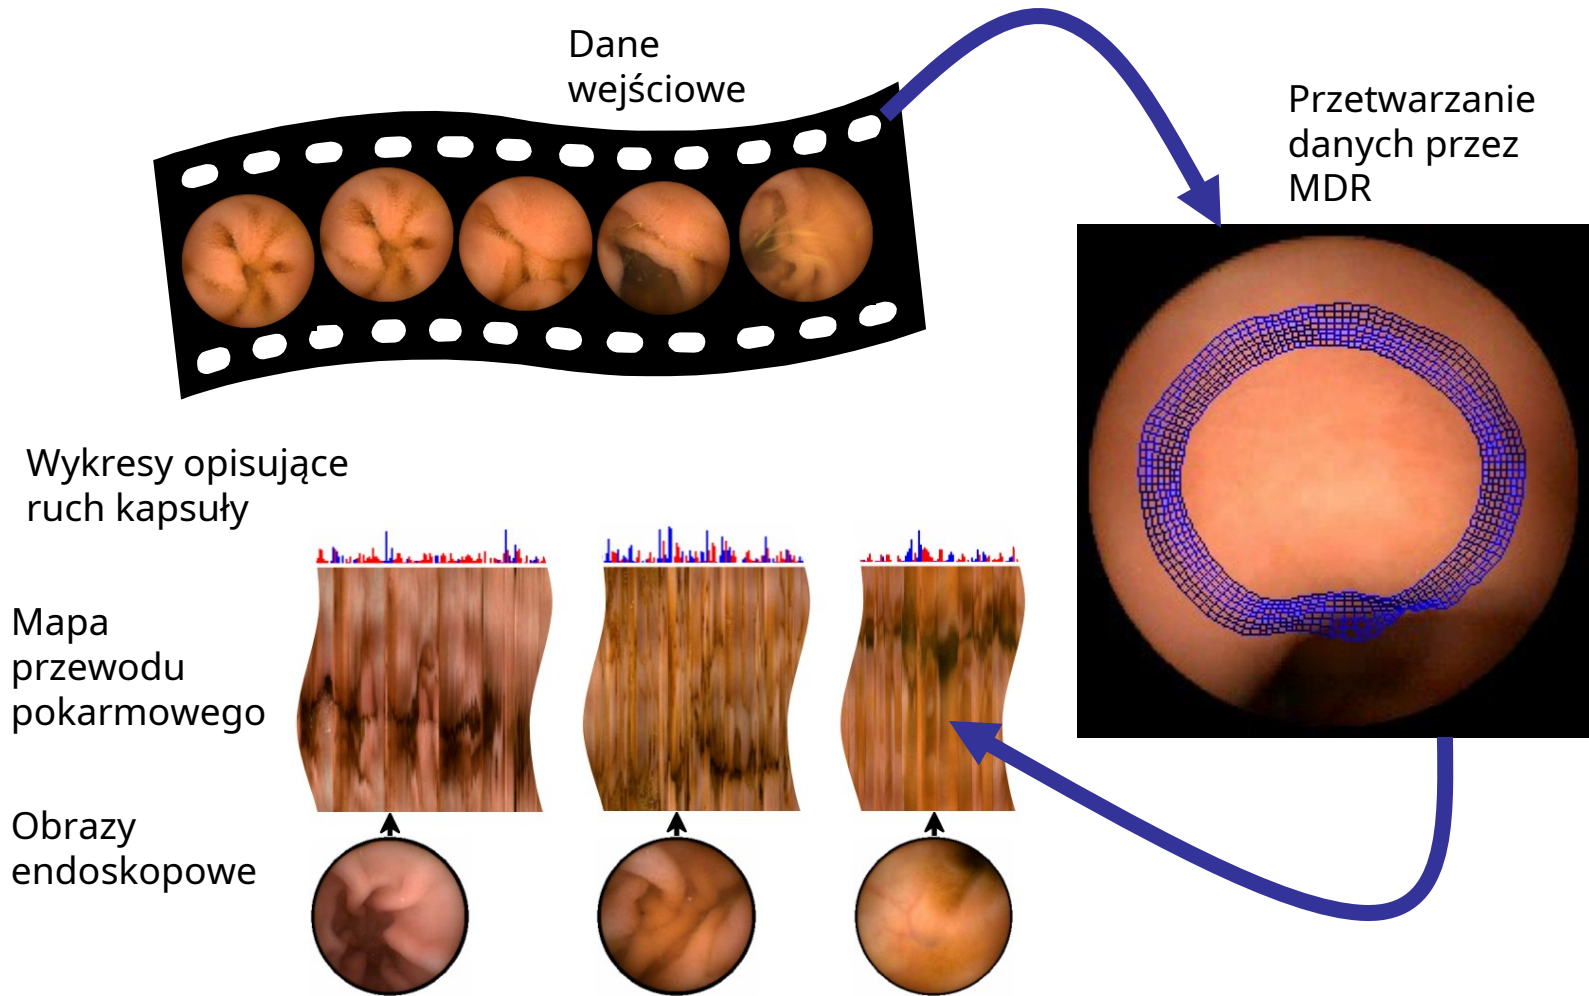 Dane
wejściowe
Przetwarzanie
danych przez
MDR
Wykresy opisujące
ruch kapsuły
Mapa
przewodu
pokarmowego
Obrazy
endoskopowe